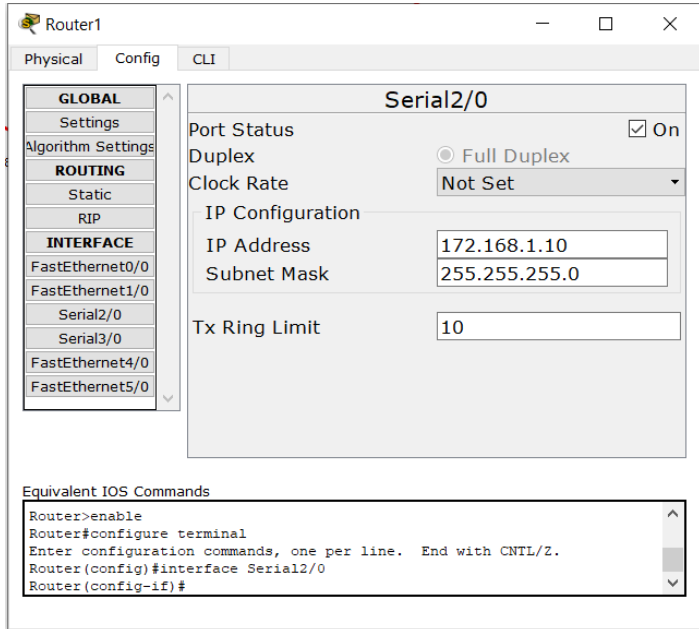 Router1
Physical Config CLI
GLOBAL
Settings
Algorithm Settings
ROUTING
Static
RIP
INTERFACE
FastEthernet0/0
FastEthernet1/0
Serial2/0
Serial3/0
FastEthernet4/0
FastEthernet5/0
Serial2/0
Port Status On
Duplex Full Duplex
Clock Rate Not Set
IP Configuration
IP Address 172.168.1.10
Subnet Mask 255.255.255.0
Tx Ring Limit 10
Equivalent IOS Commands
Router>enable
Router#configure terminal
Enter configuration commands, one per line. End with CNTL/Z.
Router(config)#interface Serial2/0
Router(config-if)#